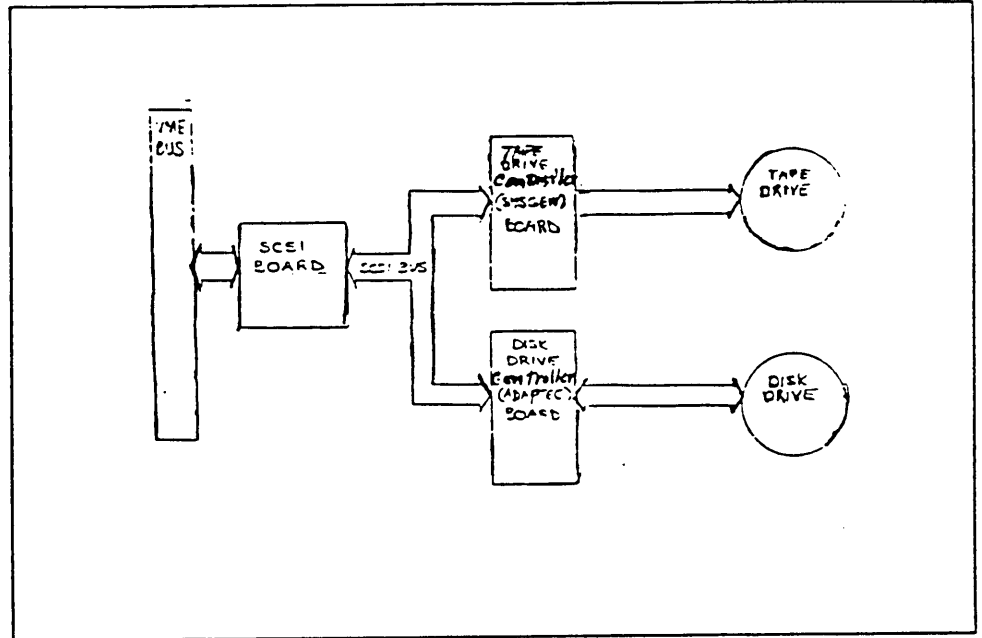 VME
BUS
SCSI
BOARD
SCSI BUS
TAPE
DRIVE
Controller
BOARD
TAPE
DRIVE
DISK
DRIVE
Controller
(ADAPTEC)
BOARD
DISK
DRIVE